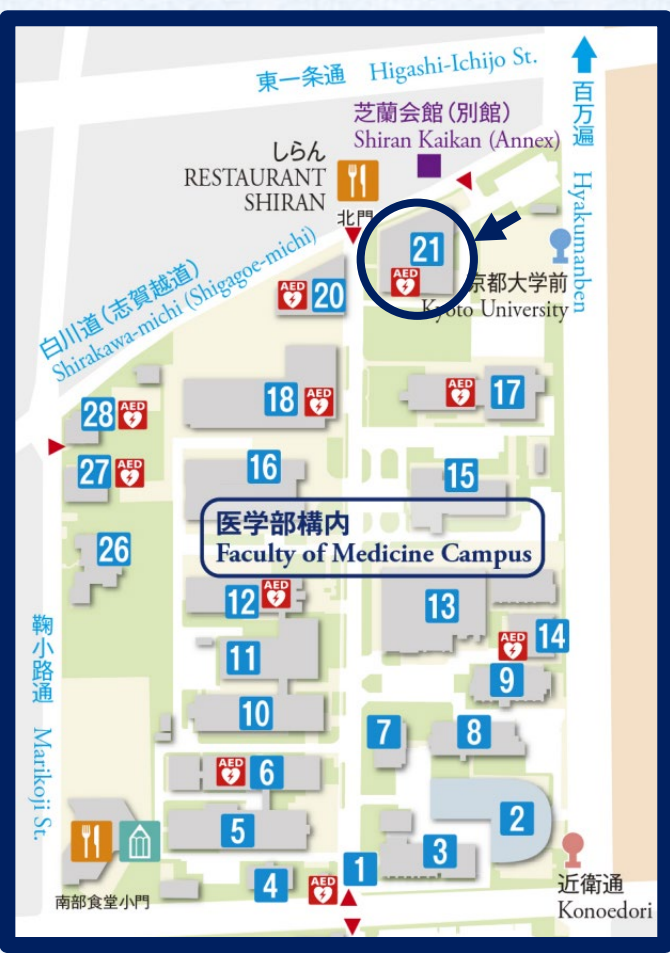 東一条通 Higashi-Ichijo St.
百万遍 Hyakumanben
芝蘭会館（別館）
Shiran Kaikan (Annex)
しらん
RESTAURANT
SHIRAN
北門
白川道（志賀越道）
Shirakawa-michi (Shigagoe-michi)
21
AED
京都大学前
Kyoto University
AED
20
18
AED
AED
17
28
AED
27
AED
16
15
医学部構内
Faculty of Medicine Campus
26
12
AED
13
14
AED
11
9
鞠小路通 Marikoji St.
10
7
8
AED
6
5
2
3
1
4
AED
南部食堂小門
近衛通
Konoedori